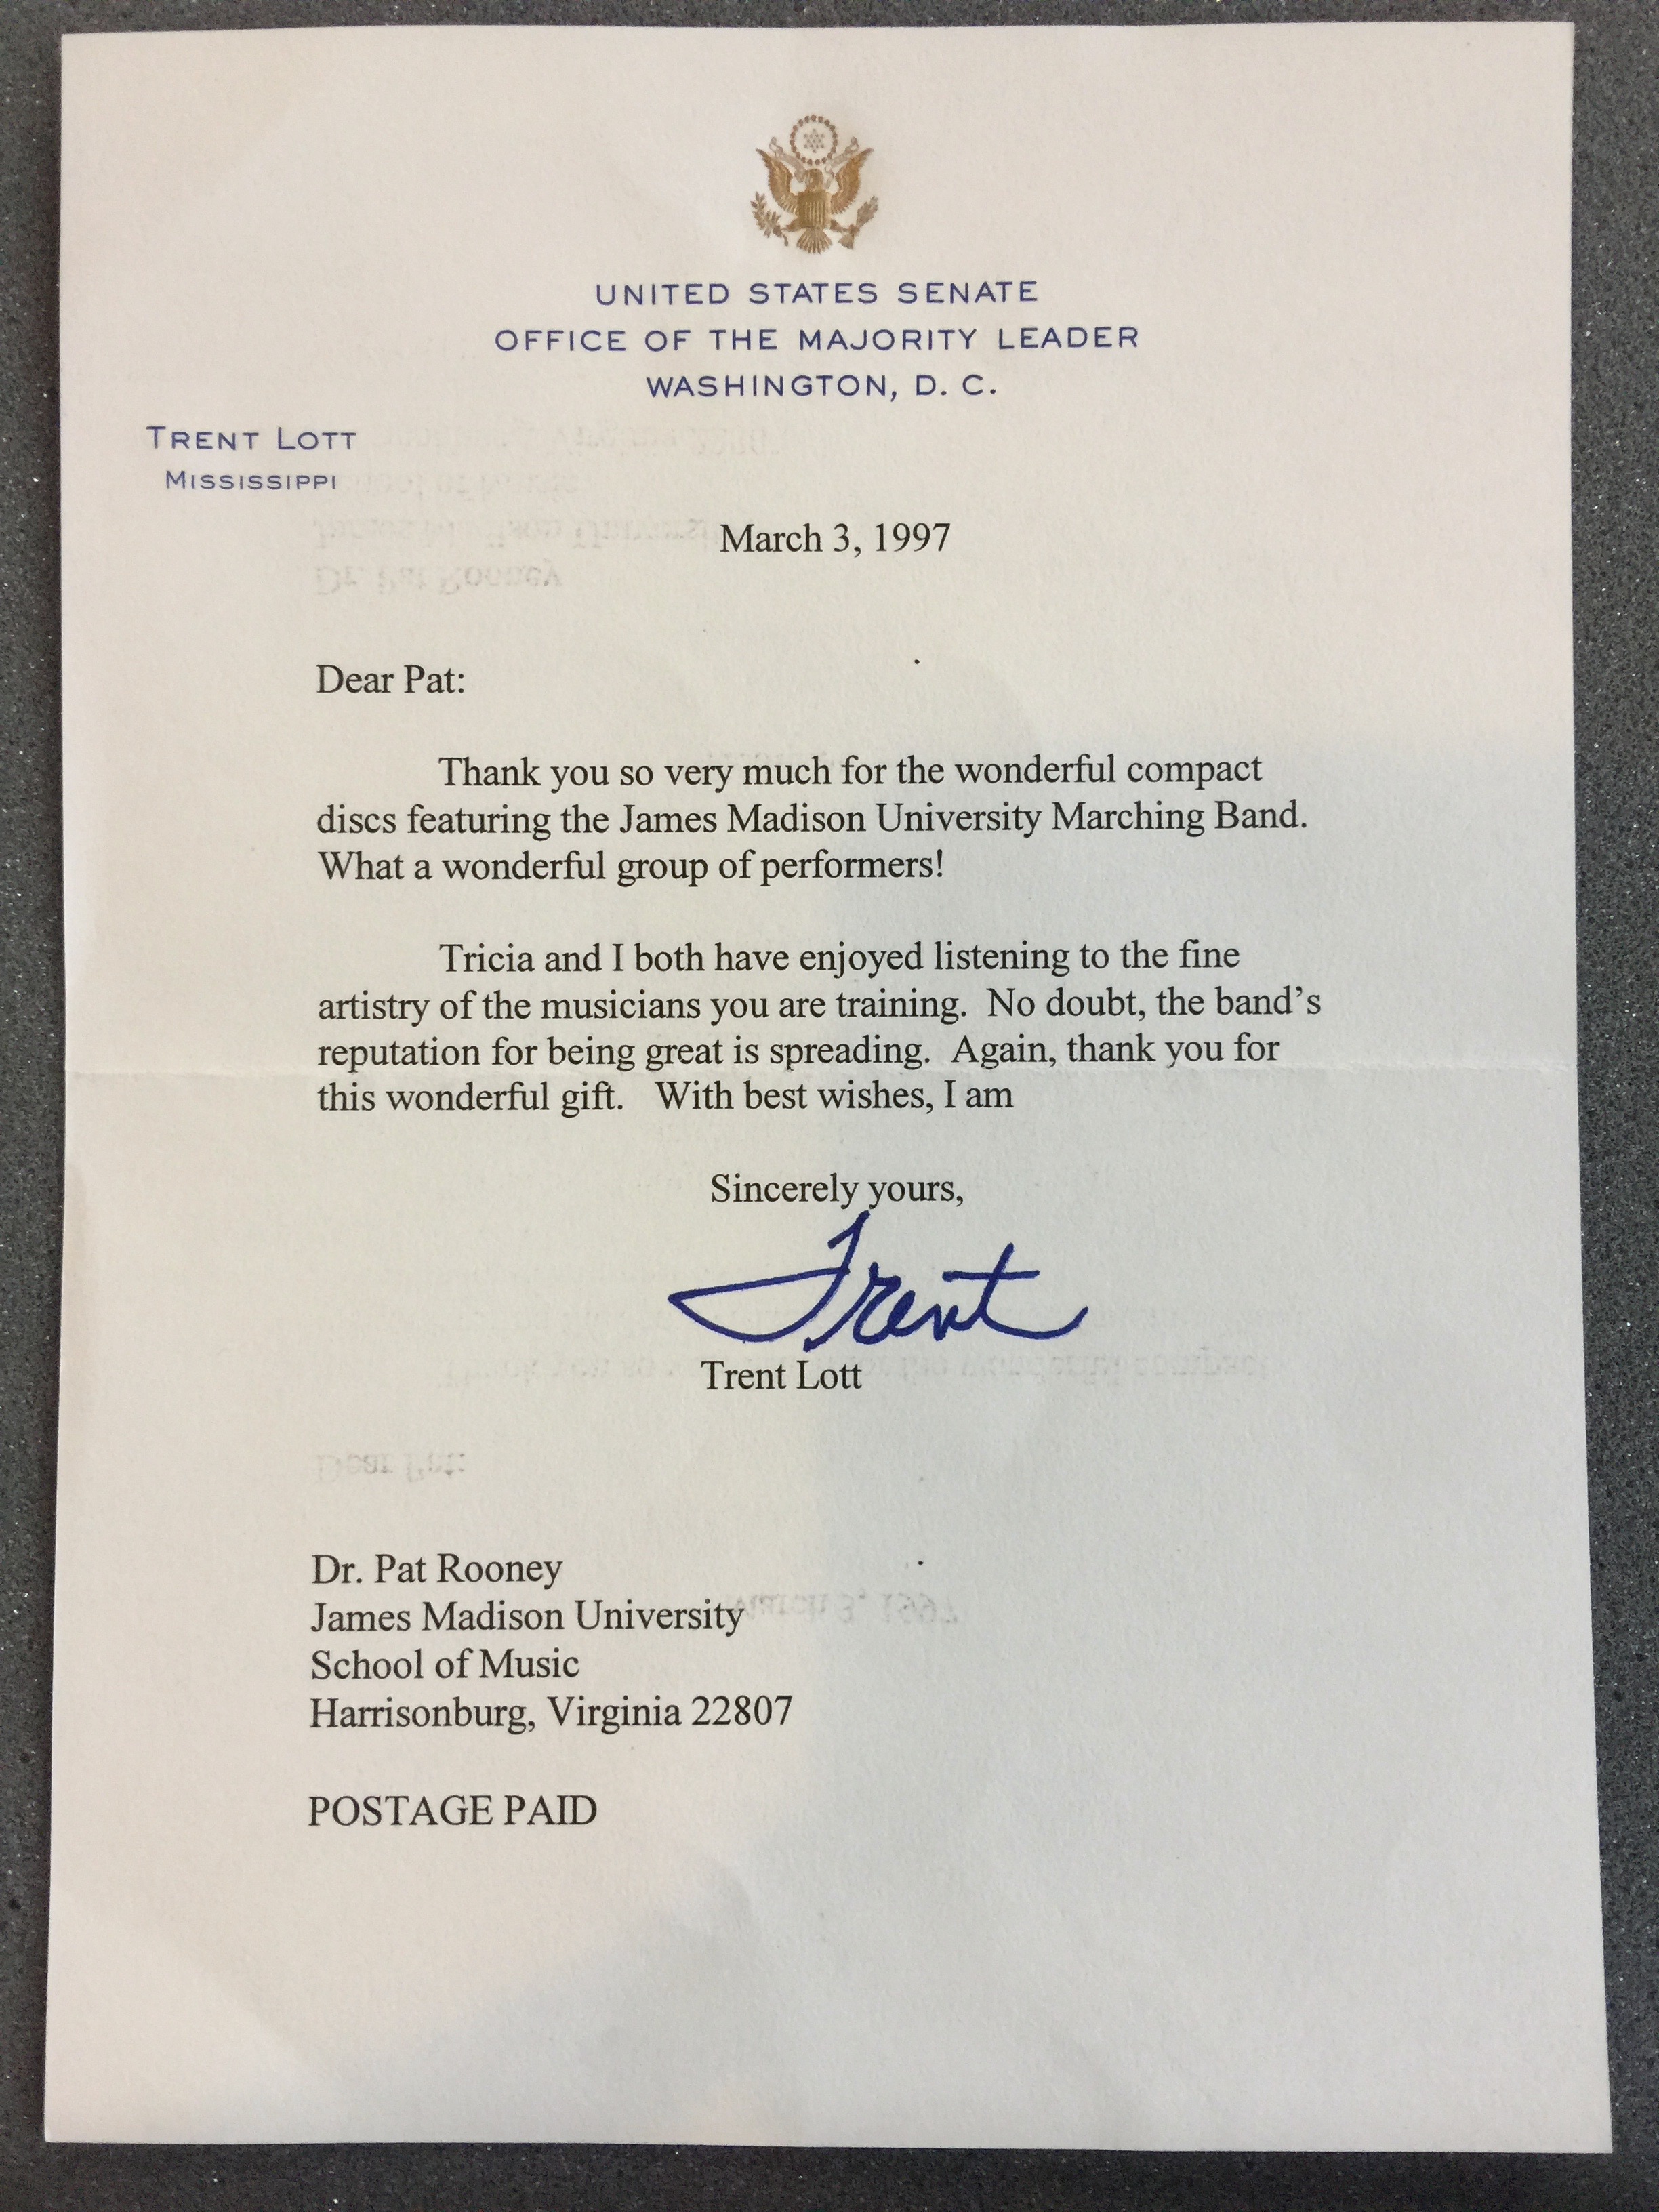 UNITED STATES SENATE
OFFICE OF THE MAJORITY LEADER
WASHINGTON, D. C.
TRENT LOTT
MISSISSIPPI
March 3, 1997
Dear Pat:
Thank you so very much for the wonderful compact
discs featuring the James Madison University Marching Band.
What a wonderful group of performers!
Tricia and I both have enjoyed listening to the fine
artistry of the musicians you are training.  No doubt, the band’s
reputation for being great is spreading.  Again, thank you for
this wonderful gift.   With best wishes, I am
Sincerely yours,
Trent
Trent Lott
Dr. Pat Rooney
James Madison University
School of Music
Harrisonburg, Virginia 22807
POSTAGE PAID